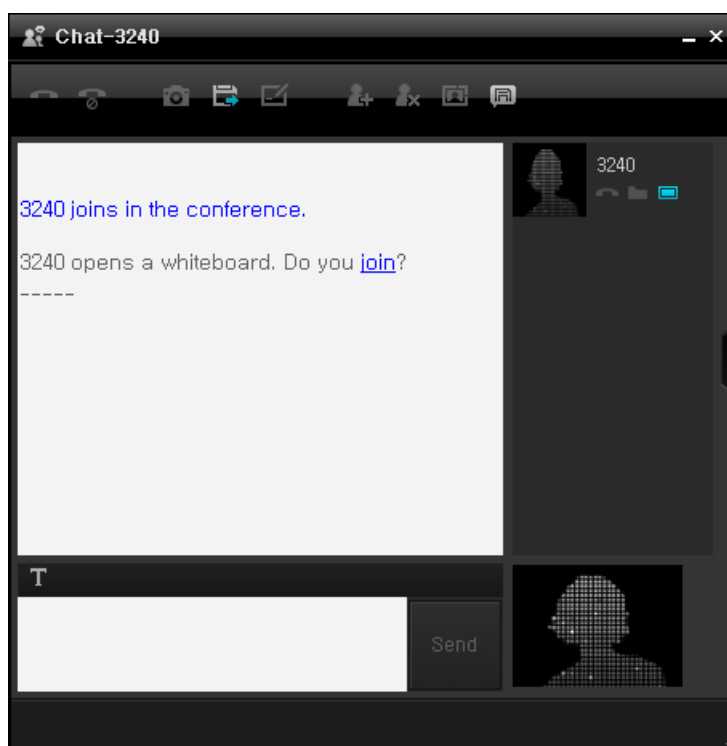 Chat-3240
3240
3240 joins in the conference.
3240 opens a whiteboard. Do you join?
-----
T
Send